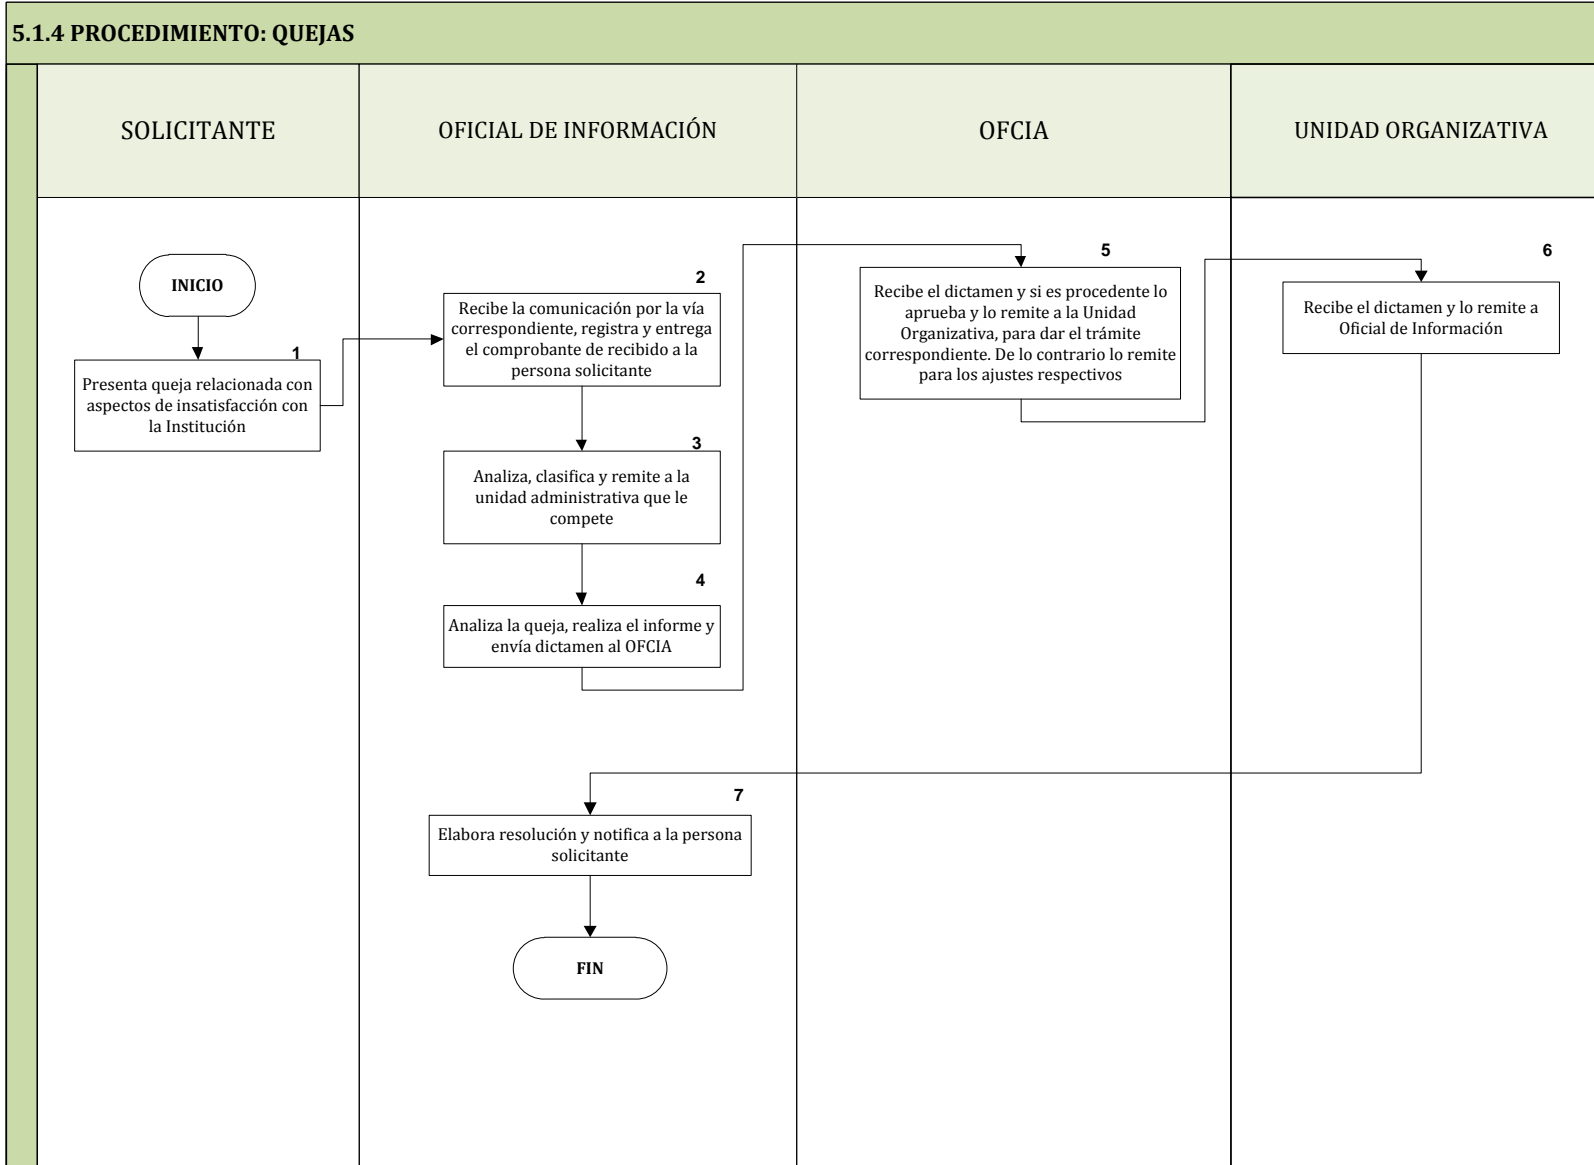 5.1.4 PROCEDIMIENTO: QUEJAS
SOLICITANTE
OFICIAL DE INFORMACIÓN
OFCIA
UNIDAD ORGANIZATIVA
INICIO
1
Presenta queja relacionada con
aspectos de insatisfacción con
la Institución
2
Recibe la comunicación por la vía
correspondiente, registra y entrega
el comprobante de recibido a la
persona solicitante
3
Analiza, clasifica y remite a la
unidad administrativa que le
compete
4
Analiza la queja, realiza el informe y
envía dictamen al OFCIA
5
Recibe el dictamen y si es procedente lo
aprueba y lo remite a la Unidad
Organizativa, para dar el trámite
correspondiente. De lo contrario lo remite
para los ajustes respectivos
6
Recibe el dictamen y lo remite a
Oficial de Información
7
Elabora resolución y notifica a la persona
solicitante
FIN